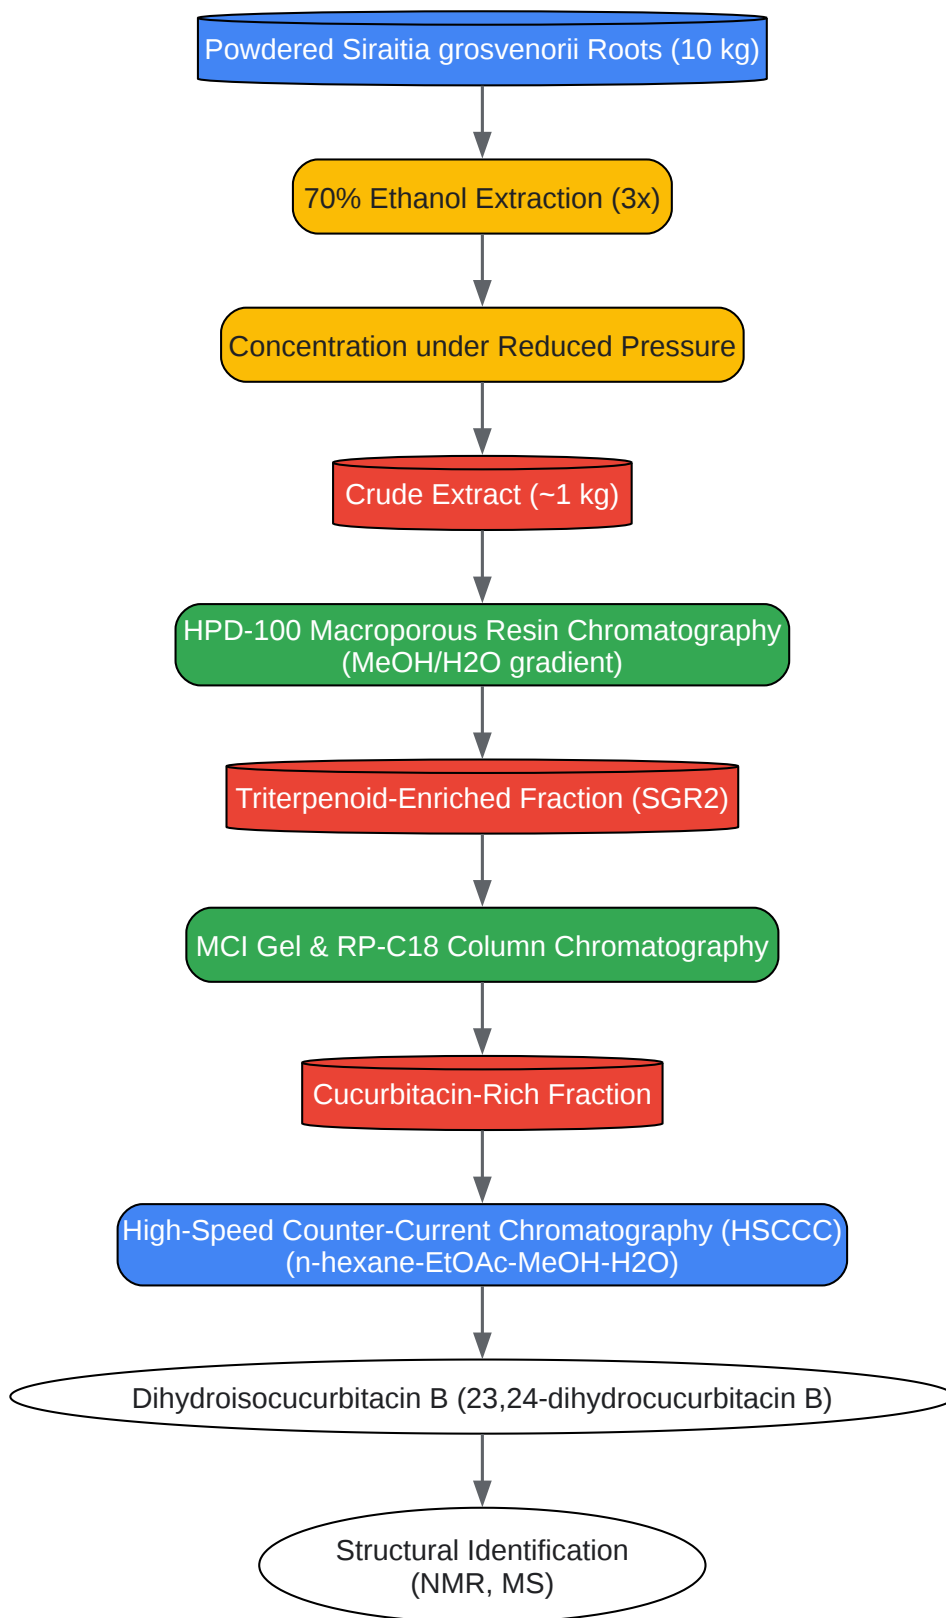 Powdered Siraitia grosvenorii Roots (10 kg)
70% Ethanol Extraction (3x)
Concentration under Reduced Pressure
Crude Extract (~1 kg)
HPD-100 Macroporous Resin Chromatography
(MeOH/H2O gradient)
Triterpenoid-Enriched Fraction (SGR2)
MCI Gel & RP-C18 Column Chromatography
Cucurbitacin-Rich Fraction
High-Speed Counter-Current Chromatography (HSCCC)
(n-hexane-EtOAc-MeOH-H2O)
Dihydroisocucurbitacin B (23,24-dihydrocucurbitacin B)
Structural Identification
(NMR, MS)